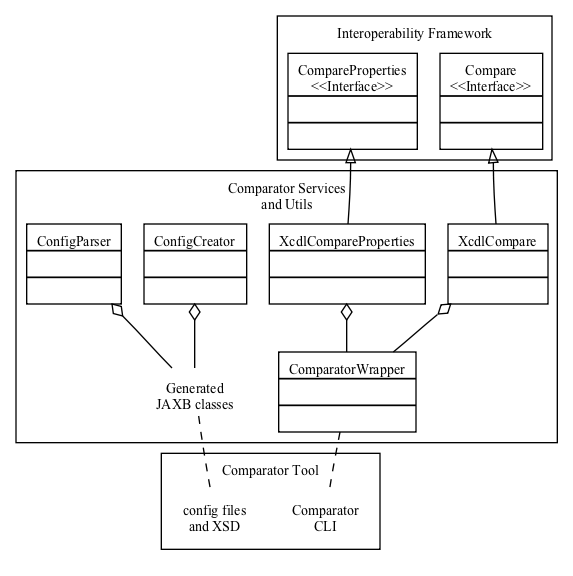 Interoperability Framework
CompareProperties
<<Interface>>
Compare
<<Interface>>
Comparator Services
and Utils
ConfigParser
ConfigCreator
XcdlCompareProperties
XcdlCompare
ComparatorWrapper
Generated
JAXB classes
Comparator Tool
config files
and XSD
Comparator
CLI